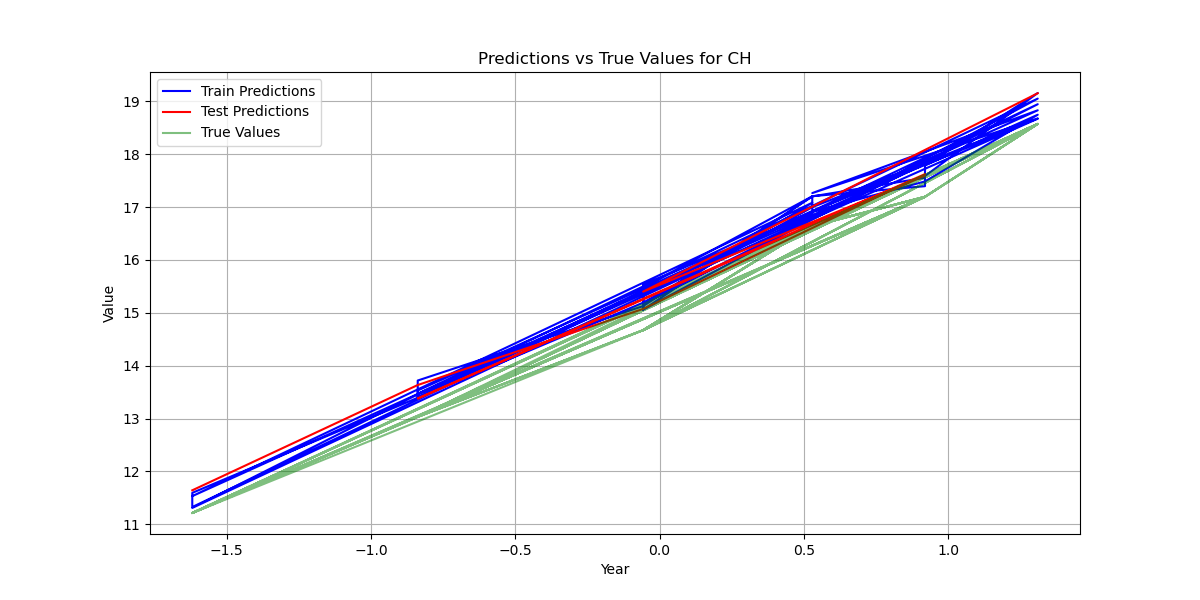 Predictions vs True Values for CH
Train Predictions
Test Predictions
True Values
Value
19
18
17
16
15
14
13
12
11
−1.5
−1.0
−0.5
0.0
0.5
1.0
Year